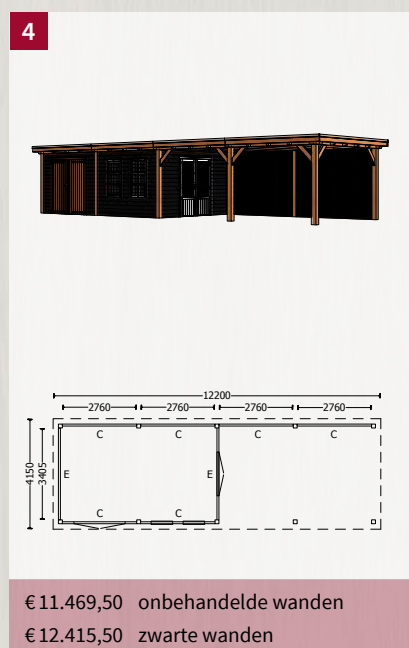 4
12200
2760 2760 2760 2760
4150
3405
C C C C
E E
C C
€ 11.469,50 onbehandelde wanden
€ 12.415,50 zwarte wanden